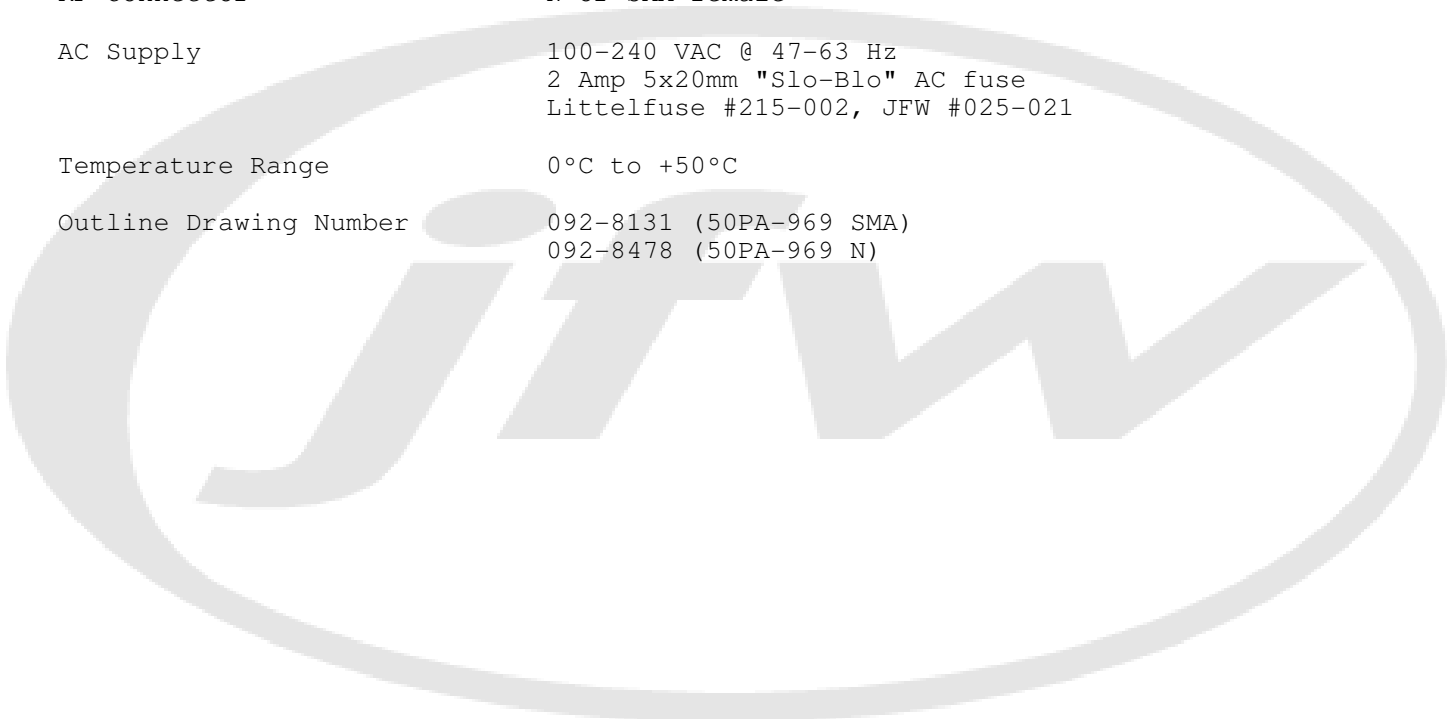 AC Supply 100-240 VAC @ 47-63 Hz
2 Amp 5x20mm "Slo-Blo" AC fuse
Littelfuse #215-002, JFW #025-021
Temperature Range 0°C to +50°C
Outline Drawing Number 092-8131 (50PA-969 SMA)
092-8478 (50PA-969 N)
jfw